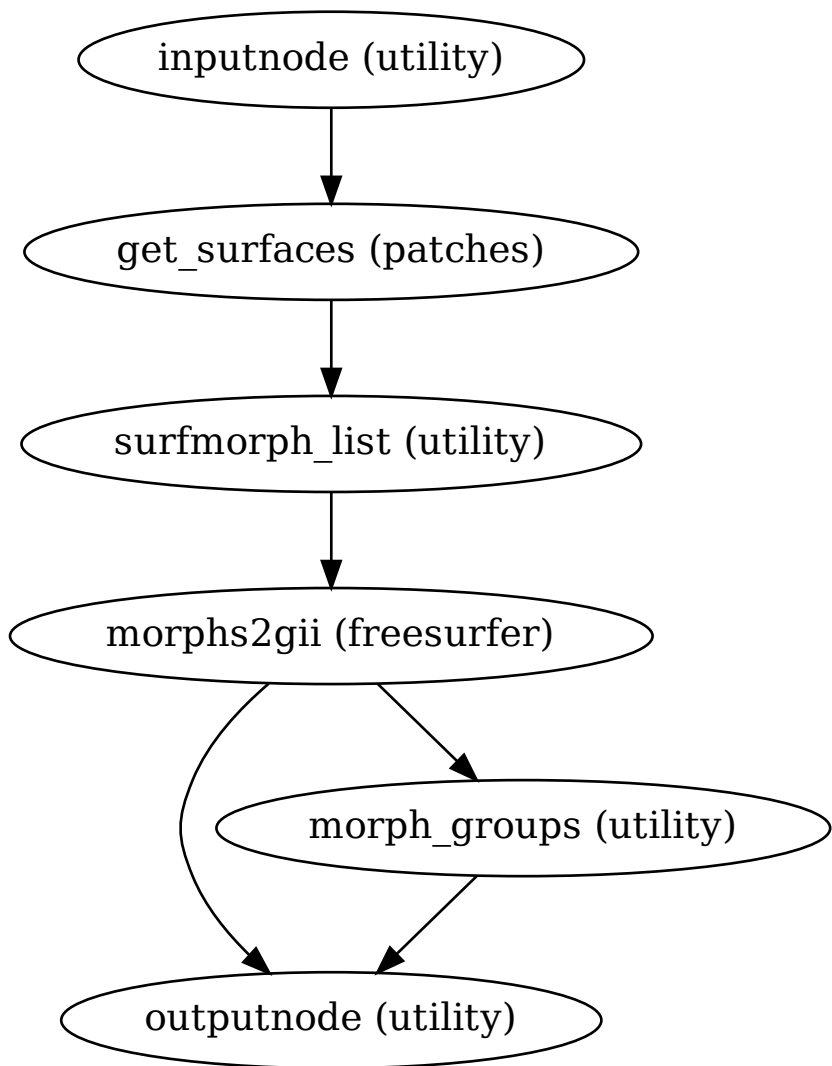 inputnode (utility)
get_surfaces (patches)
surfmorph_list (utility)
morphs2gii (freesurfer)
morph_groups (utility)
outputnode (utility)